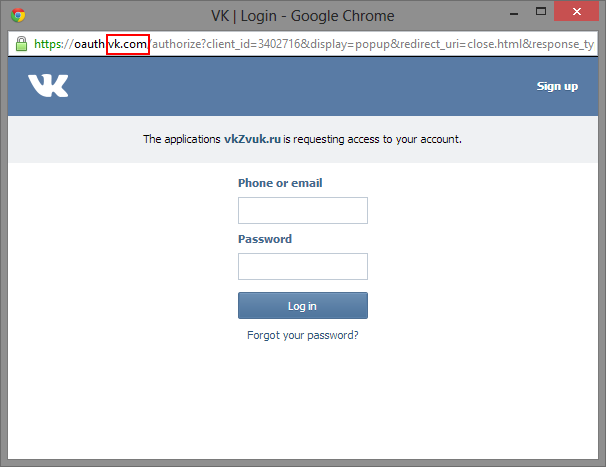 VK | Login - Google Chrome
https://oauth.vk.com/authorize?client_id=3402716&display=popup&redirect_uri=close.html&response_ty
VK
Sign up
The applications vkZvuk.ru is requesting access to your account.
Phone or email
Password
Log in
Forgot your password?